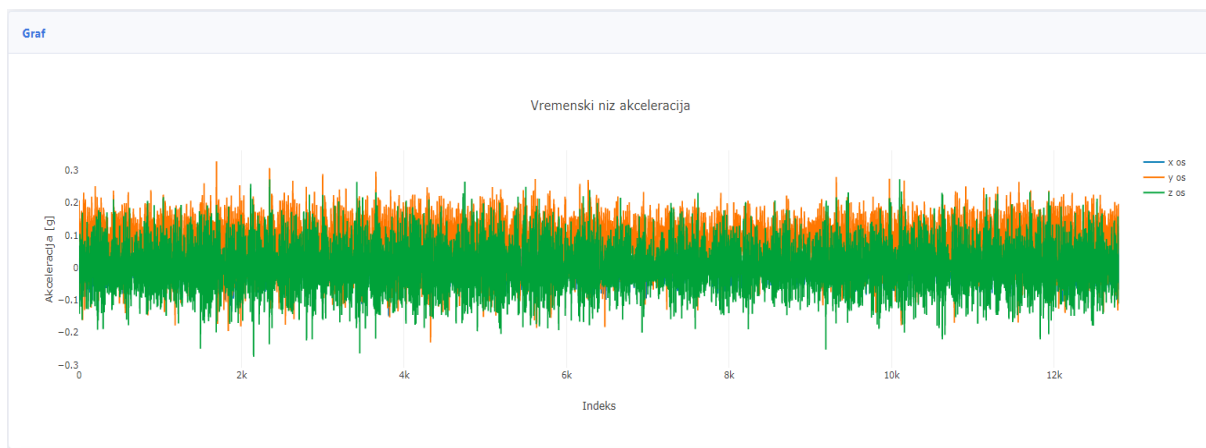 Graf
Vremenski niz akceleracija
x os
y os
z os
Akceleracija [g]
0.3
0.2
0.1
0
−0.1
−0.2
−0.3
0 2k 4k 6k 8k 10k 12k
Indeks